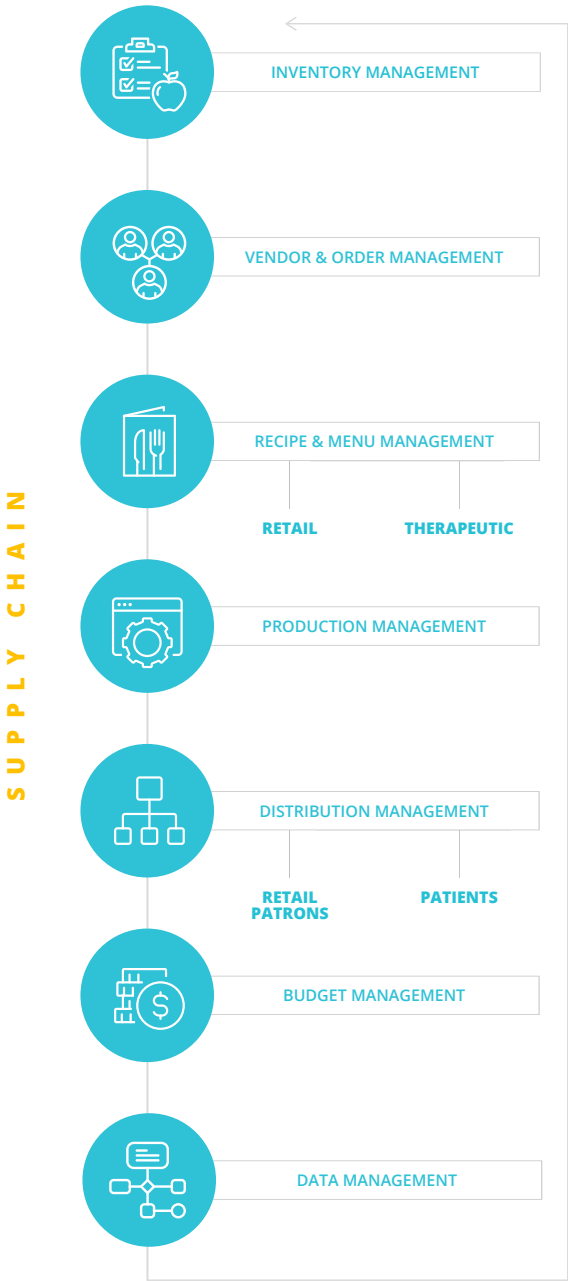 SUPPLY CHAIN
INVENTORY MANAGEMENT
VENDOR & ORDER MANAGEMENT
RECIPE & MENU MANAGEMENT
RETAIL
THERAPEUTIC
PRODUCTION MANAGEMENT
DISTRIBUTION MANAGEMENT
RETAIL
PATRONS
PATIENTS
BUDGET MANAGEMENT
$
DATA MANAGEMENT